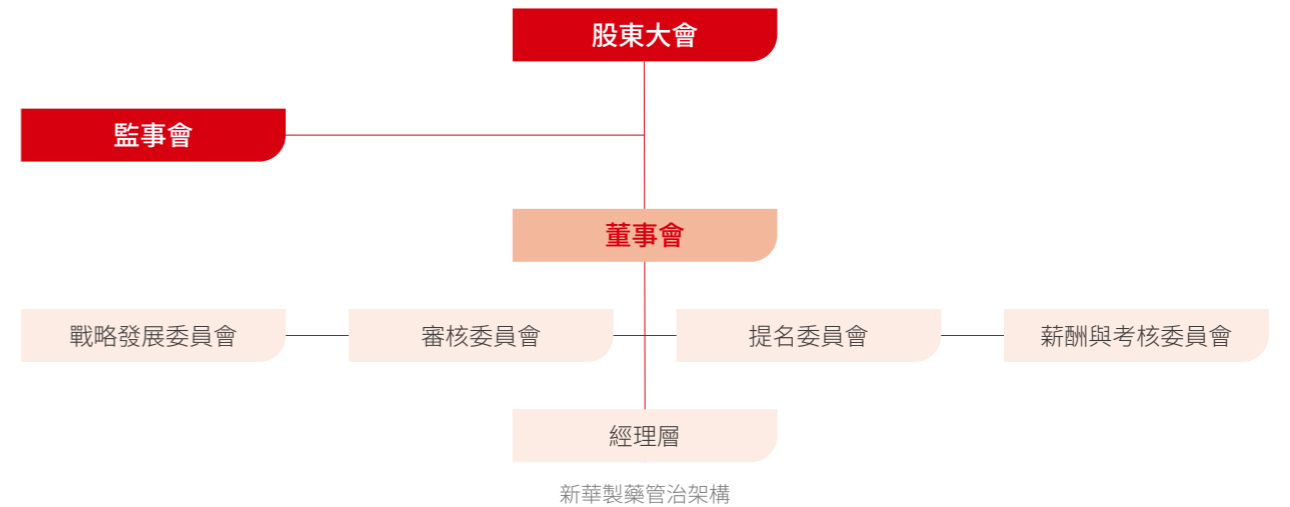 股東大會
監事會
董事會
戰略發展委員會
審核委員會
提名委員會
薪酬與考核委員會
經理層
新華製藥管治架構